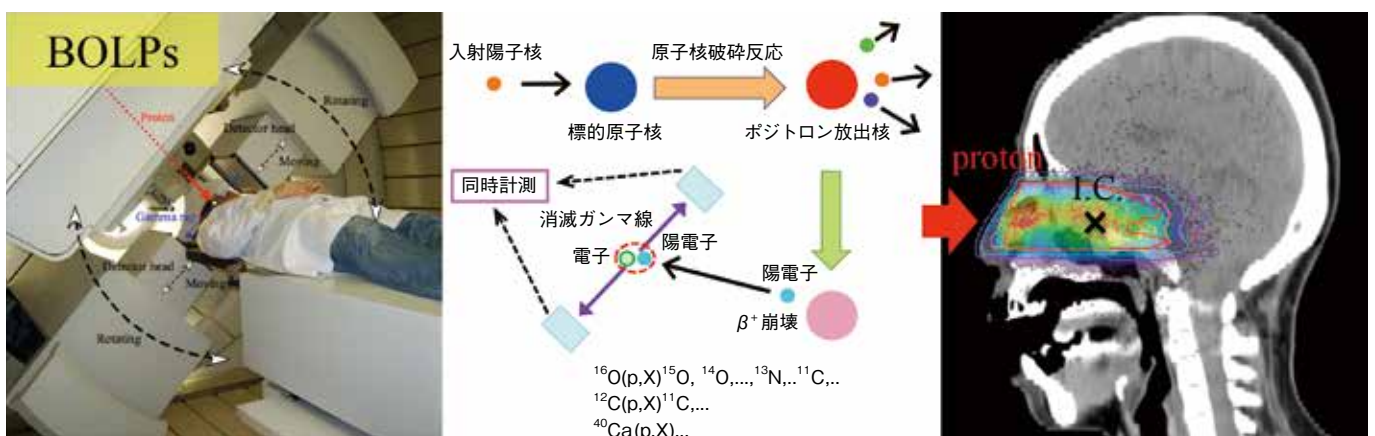 BOLPs
Proton
Rotating
Detector head
Moving
Gamma ray
Detector head
Moving
Rotating
入射陽子核
原子核破砕反応
標的原子核
ポジトロン放出核
同時計測
消滅ガンマ線
電子
陽電子
陽電子
β⁺崩壊
¹⁶O(p,X)¹⁵O, ¹⁴O,...,¹³N,..¹¹C,..
¹²C(p,X)¹¹C,...
⁴⁰Ca(p,X)...
proton
I.C.